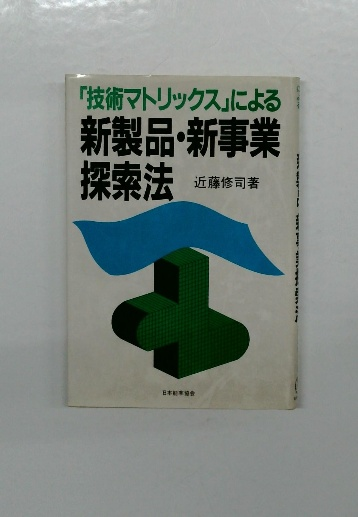 「技術マトリックス」による
新製品・新事業
探索法
近藤修司著
日本能率協会